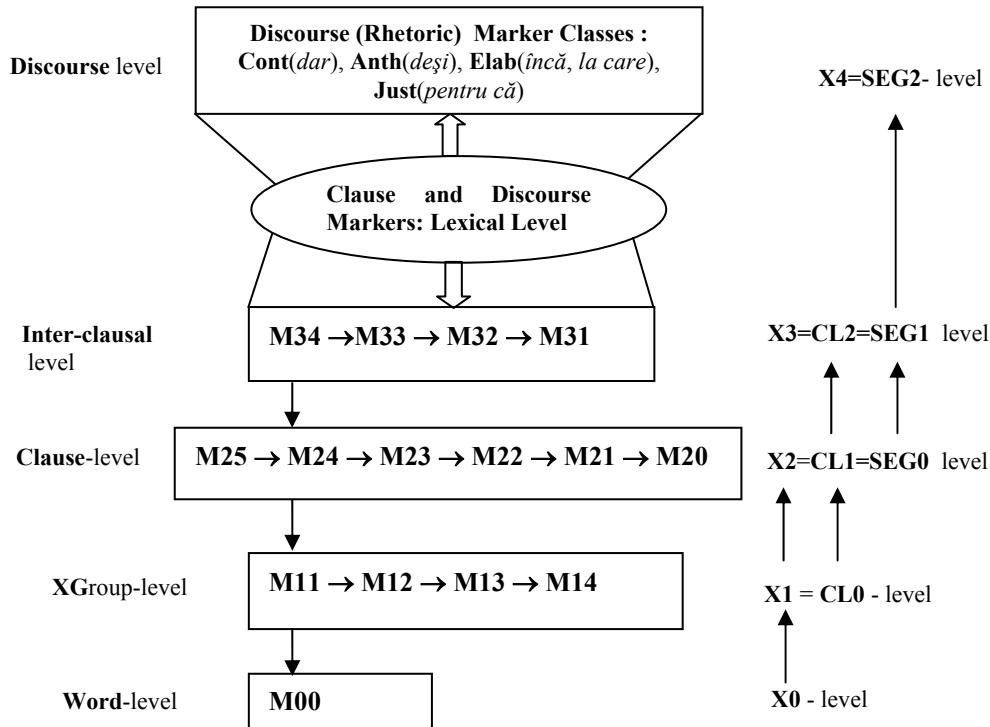 Discourse (Rhetoric) Marker Classes :
Cont(dar), Anth(deşi), Elab(încă, la care),
Just(pentru că)
Discourse level
X4=SEG2- level
Clause and Discourse
Markers: Lexical Level
Inter-clausal
level
M34 →M33 → M32 → M31
X3=CL2=SEG1 level
Clause-level
M25 → M24 → M23 → M22 → M21 → M20
X2=CL1=SEG0 level
XGroup-level
M11 → M12 → M13 → M14
X1 = CL0 - level
Word-level
M00
X0 - level